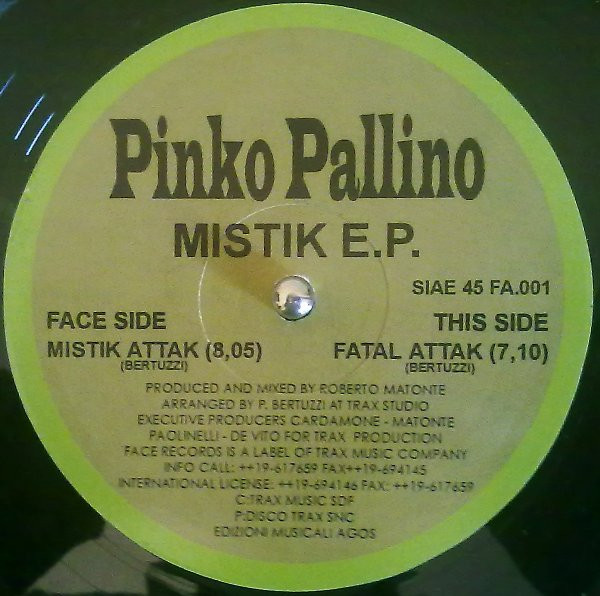 Pinko Pallino
MISTIK E.P.
SIAE 45 FA.001
FACE SIDE THIS SIDE
MISTIK ATTAK (8,05) FATAL ATTAK (7,10)
(BERTUZZI) (BERTUZZI)
PRODUCED AND MIXED BY ROBERTO MATONTE
ARRANGED BY P. BERTUZZI AT TRAX STUDIO
EXECUTIVE PRODUCERS CARDAMONE - MATONTE
PAOLINELLI - DE VITO FOR TRAX PRODUCTION
FACE RECORDS IS A LABEL OF TRAX MUSIC COMPANY
INFO CALL: ++19-617659 FAX++19-694145
INTERNATIONAL LICENSE: ++19-694146 FAX: ++19-617659
C:TRAX MUSIC SDF
P:DISCO TRAX SNC
EDIZIONI MUSICALI AGOS